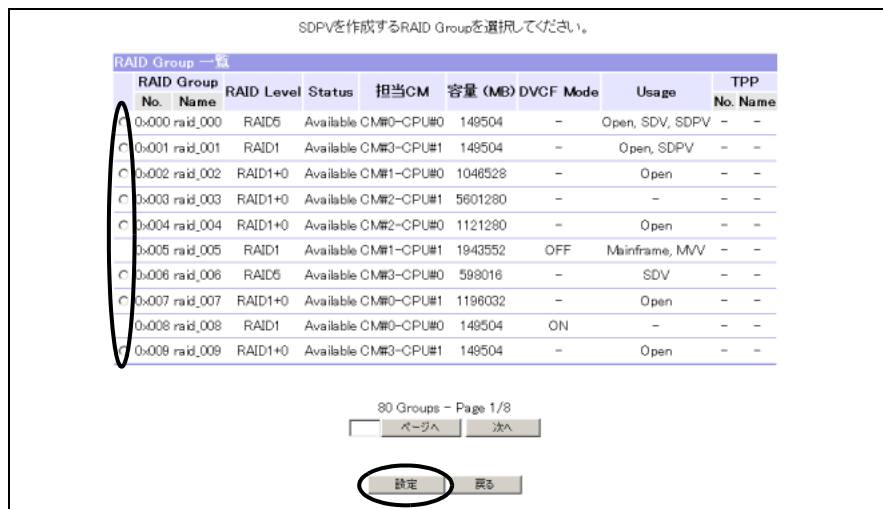 SDPVを作成するRAID Groupを選択してください。
RAID Group 一覧
RAID Group RAID Level Status 担当CM 容量 (MB) DVCF Mode Usage TPP
No. Name No. Name
0x000 raid_000 RAID5 Available CM#0-CPU#0 149504 - Open, SDV, SDPV - -
0x001 raid_001 RAID1 Available CM#3-CPU#1 149504 - Open, SDPV - -
0x002 raid_002 RAID1+0 Available CM#1-CPU#0 1046528 - Open - -
0x003 raid_003 RAID1+0 Available CM#2-CPU#1 5601280 - - - -
0x004 raid_004 RAID1+0 Available CM#2-CPU#0 1121280 - Open - -
0x005 raid_005 RAID1 Available CM#1-CPU#1 1943552 OFF Mainframe, MVV - -
0x006 raid_006 RAID5 Available CM#3-CPU#0 598016 - SDV - -
0x007 raid_007 RAID1+0 Available CM#0-CPU#1 1196032 - Open - -
0x008 raid_008 RAID1 Available CM#0-CPU#0 149504 ON - - -
0x009 raid_009 RAID1+0 Available CM#3-CPU#1 149504 - Open - -
80 Groups - Page 1/8
ページへ 次へ
設定 戻る